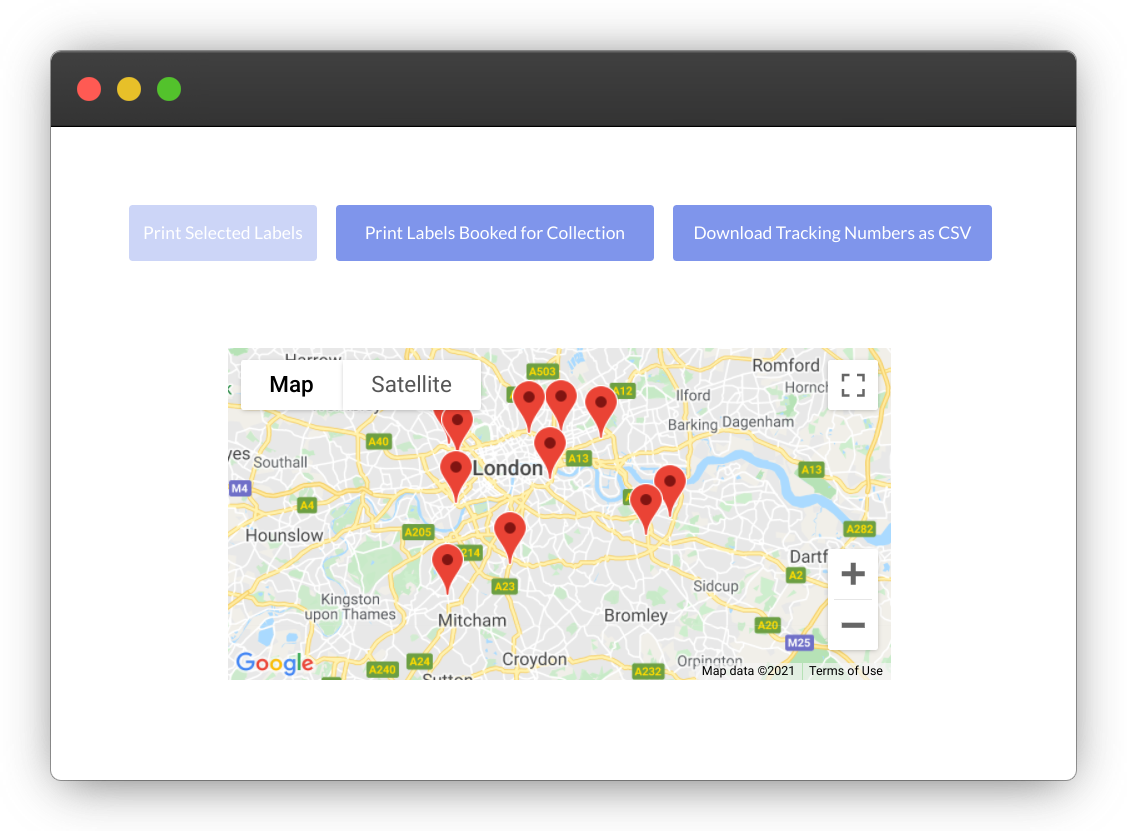 Print Selected Labels
Print Labels Booked for Collection
Download Tracking Numbers as CSV
Harrow
Map
Satellite
A503
A12
Romford
Ilford
Barking
Dagenham
A40
Southall
London
A13
A13
M4
A4
A282
Hounslow
A205
214
A23
A2
Sidcup
Kingston
upon Thames
Mitcham
Bromley
A20
M25
Google
A240
A24
Croydon
A232
Orpington
Sutton
Map data ©2021
Terms of Use